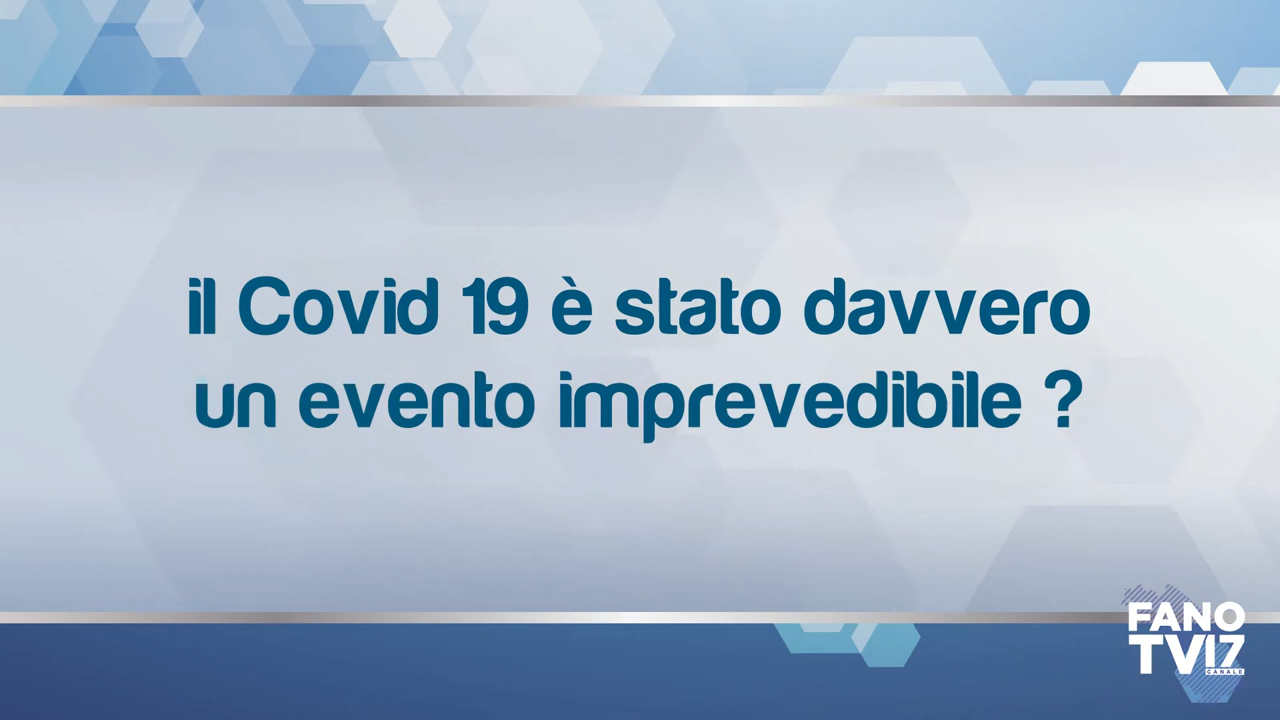 il Covid 19 è stato davvero
un evento imprevedibile ?
FANO
TV17
CANALE